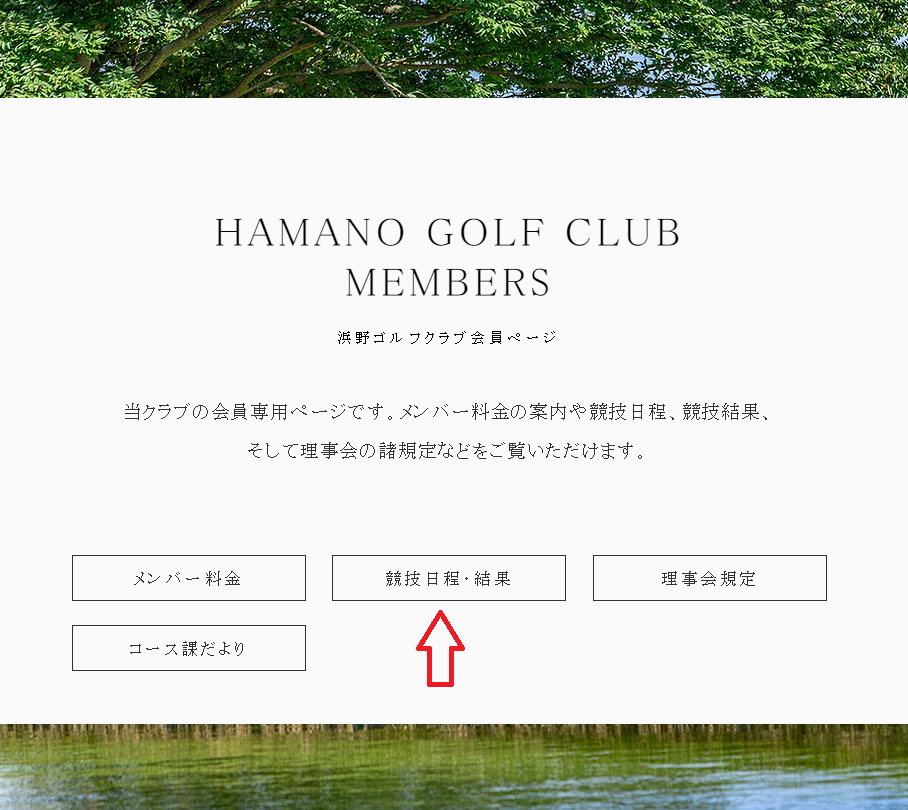 HAMANO GOLF CLUB
MEMBERS
浜野ゴルフクラブ会員ページ
当クラブの会員専用ページです。メンバー料金の案内や競技日程、競技結果、
そして理事会の諸規定などをご覧いただけます。
メンバー料金
競技日程・結果
理事会規定
コース課だより